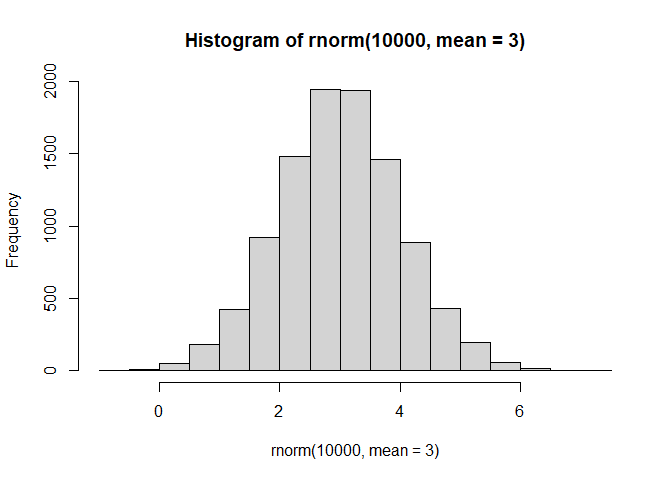 Histogram of rnorm(10000, mean = 3)
Frequency
2000
1500
1000
500
0
0 2 4 6
rnorm(10000, mean = 3)